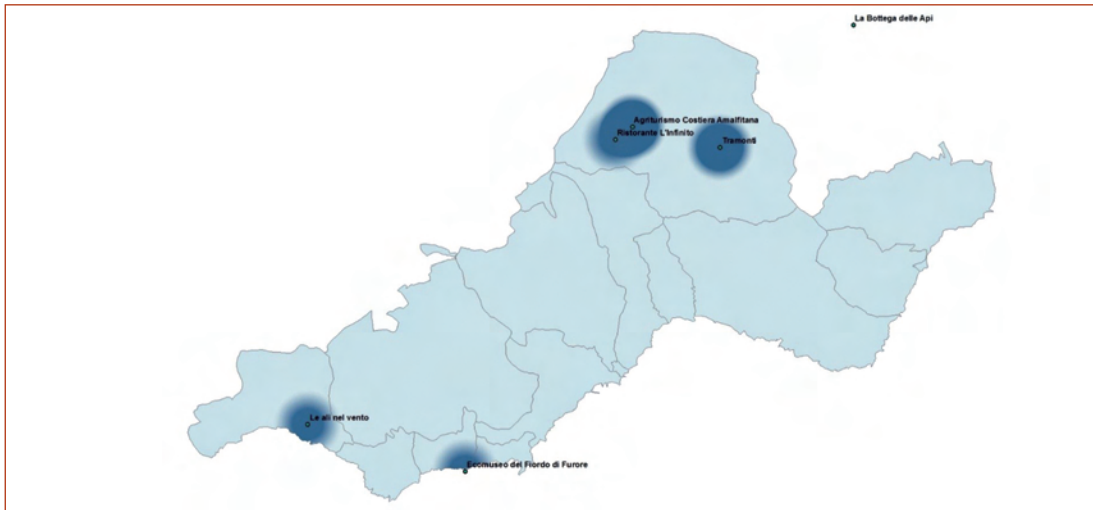 La Bottega delle Api
Agriturismo Costiera Amalfitana
Ristorante L'Infinito
Tramonti
Le ali nel vento
Ecomuseo del Fiordo di Furore